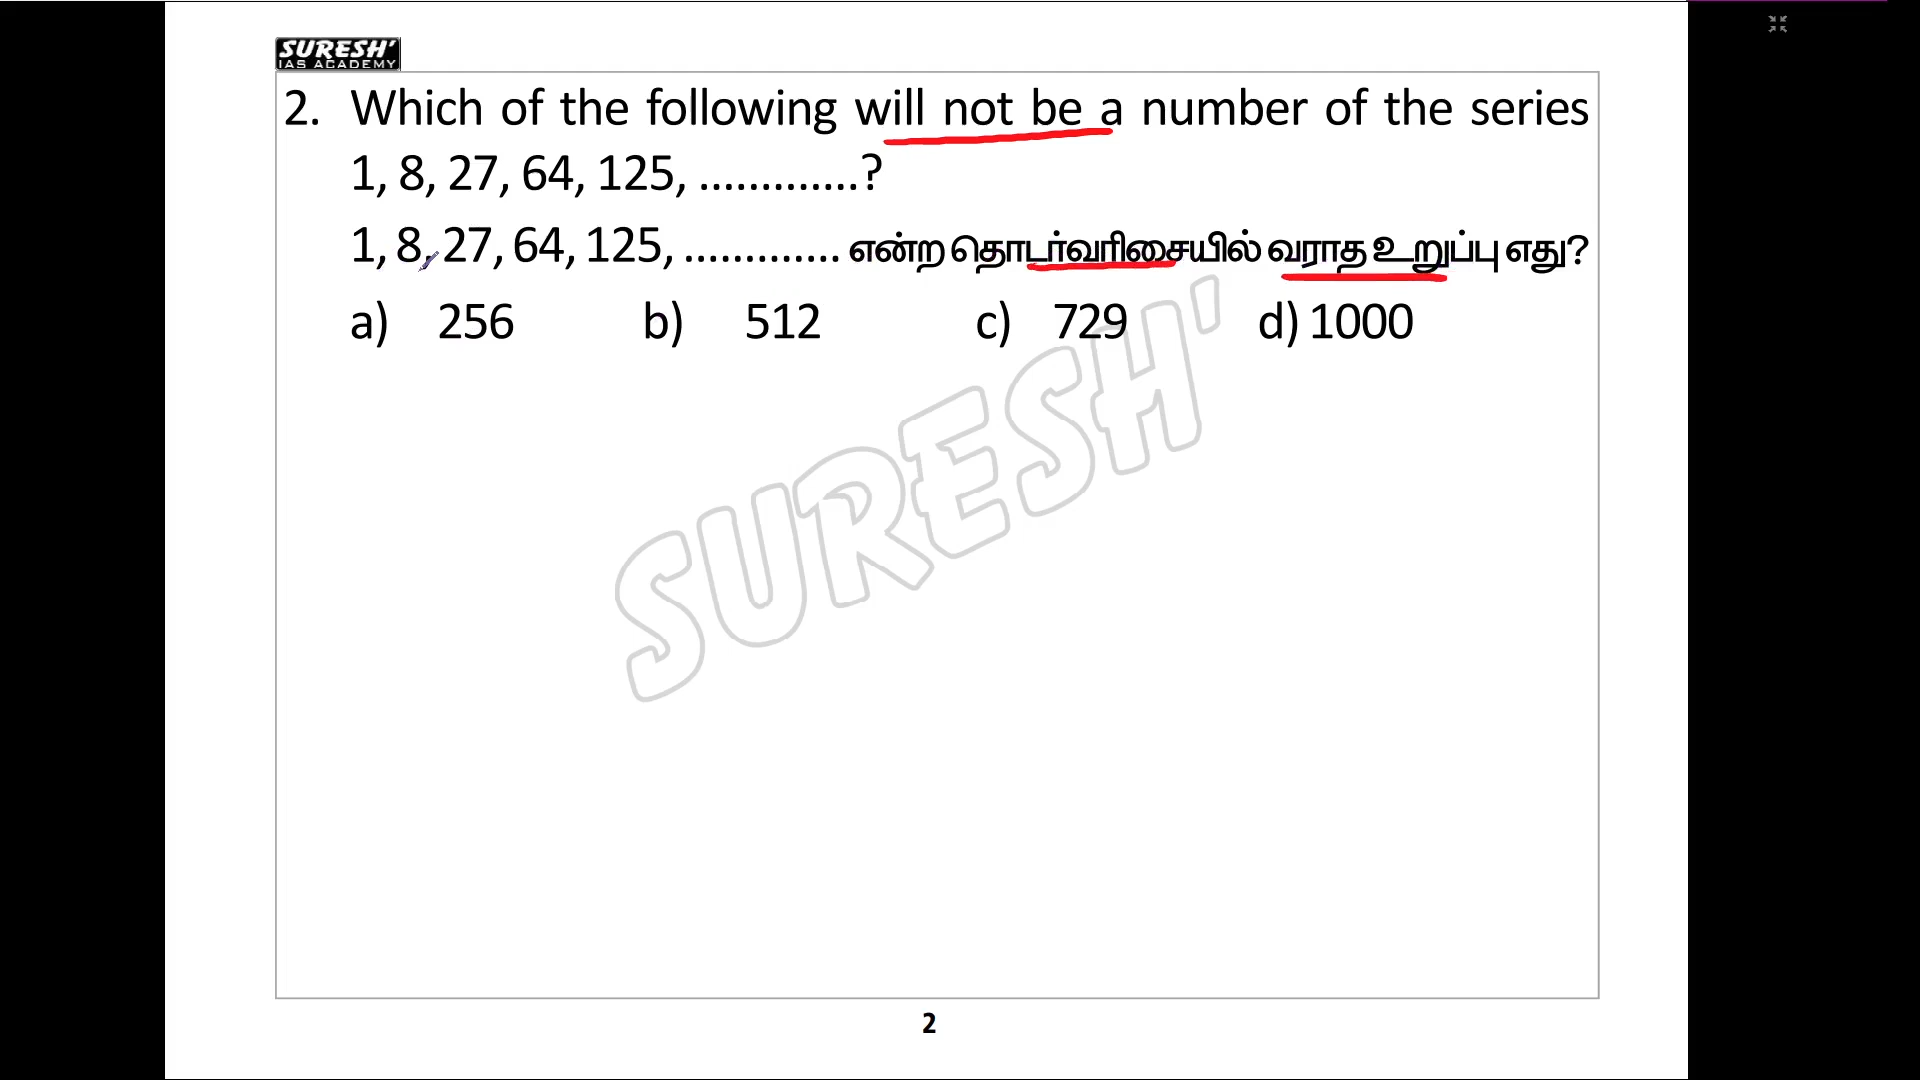 SURESH'
IAS ACADEMY
2. Which of the following will not be a number of the series
1, 8, 27, 64, 125, .............?
1, 8, 27, 64, 125, ............. என்ற தொடர்வரிசையில் வராத உறுப்பு எது?
a) 256 b) 512 c) 729 d) 1000
SURESH'
2